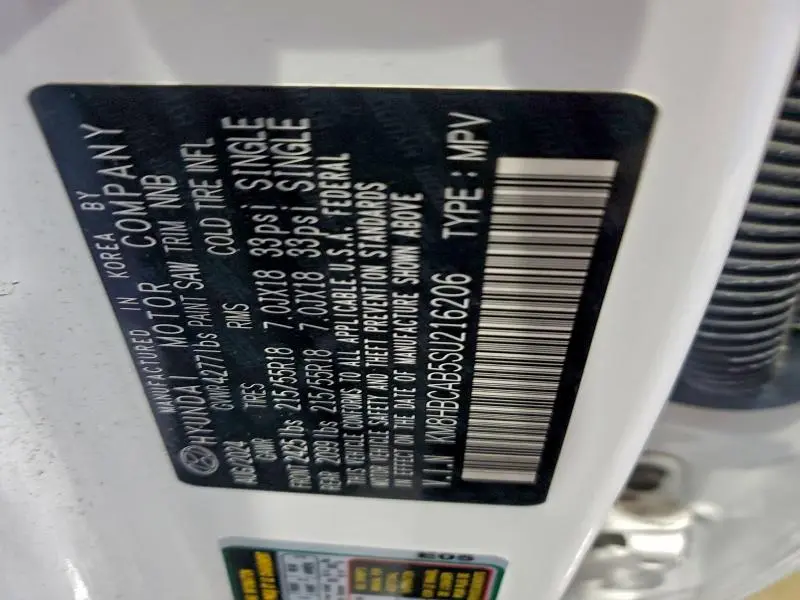 MANUFACTURED IN KOREA BY
HYUNDAI MOTOR COMPANY
AUG/2024 GVWR 4277lbs PAINT SAW TRIM NNB
GAWR TIRES RIMS COLD TIRE INFL
FRONT 2425 lbs 215/55R18 7.0JX18 33psi SINGLE
REAR 2099 lbs 215/55R18 7.0JX18 33psi SINGLE
THIS VEHICLE CONFORMS TO ALL APPLICABLE U.S.A. FEDERAL
MOTOR VEHICLE SAFETY AND THEFT PREVENTION STANDARDS
IN EFFECT ON THE DATE OF MANUFACTURE SHOWN ABOVE
V.I.N KM8HBCAB5SU216206 TYPE : MPV
E05